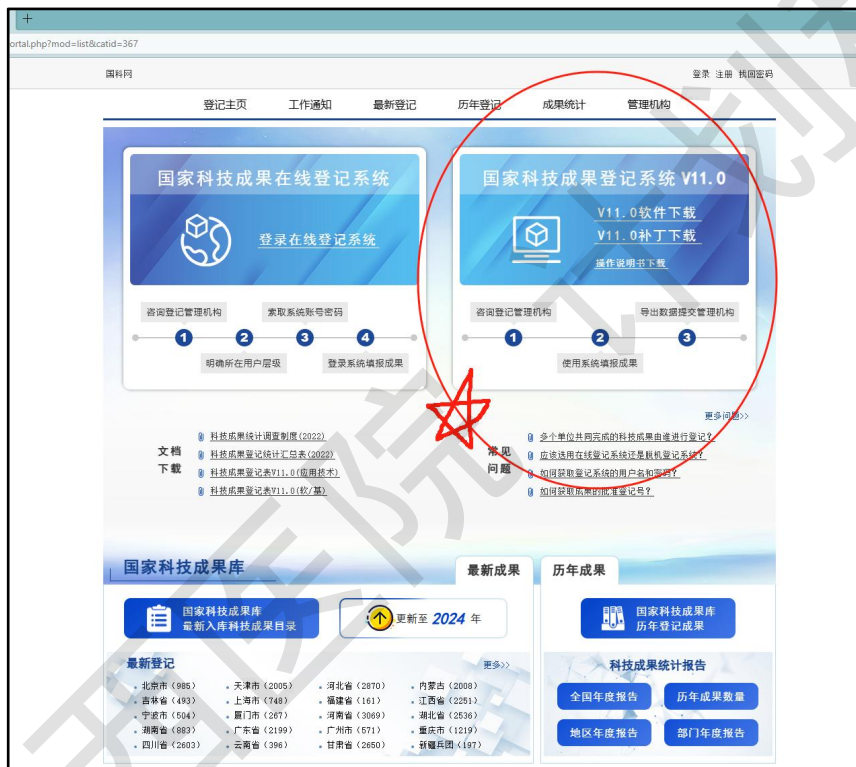 +
ortal.php?mod=list&catid=367
国科网
登录 注册 找回密码
登记主页 工作通知 最新登记 历年登记 成果统计 管理机构
国家科技成果在线登记系统
登录在线登记系统
咨询登记管理机构 索取系统账号密码
1 2 3 4
明确所在用户层级 登录系统填报成果
国家科技成果登记系统 V11.0
V11.0软件下载
V11.0补丁下载
操作说明书下载
咨询登记管理机构 导出数据提交管理机构
1 2 3
使用系统填报成果
更多问题>>
文档下载
科技成果统计调查制度(2022)
科技成果登记统计汇总表(2022)
科技成果登记表V11.0(应用技术)
科技成果登记表V11.0(软/基)
常见问题
多个单位共同完成的科技成果由谁进行登记?
应该选用在线登记系统还是脱机登记系统?
如何获取登记系统的用户名和密码?
如何获取成果的批准登记号?
国家科技成果库
最新成果 历年成果
国家科技成果库
最新入库科技成果目录
更新至 2024 年
国家科技成果库
历年登记成果
最新登记 更多>>
北京市(985) 天津市(2005) 河北省(2870) 内蒙古(2008)
吉林省(493) 上海市(748) 福建省(161) 江西省(2251)
宁波市(504) 厦门市(267) 河南省(3069) 湖北省(2536)
湖南省(883) 广东省(2199) 广州市(571) 重庆市(1219)
四川省(2603) 云南省(396) 甘肃省(2650) 新疆兵团(197)
科技成果统计报告
全国年度报告 历年成果数量
地区年度报告 部门年度报告
西医院 计划